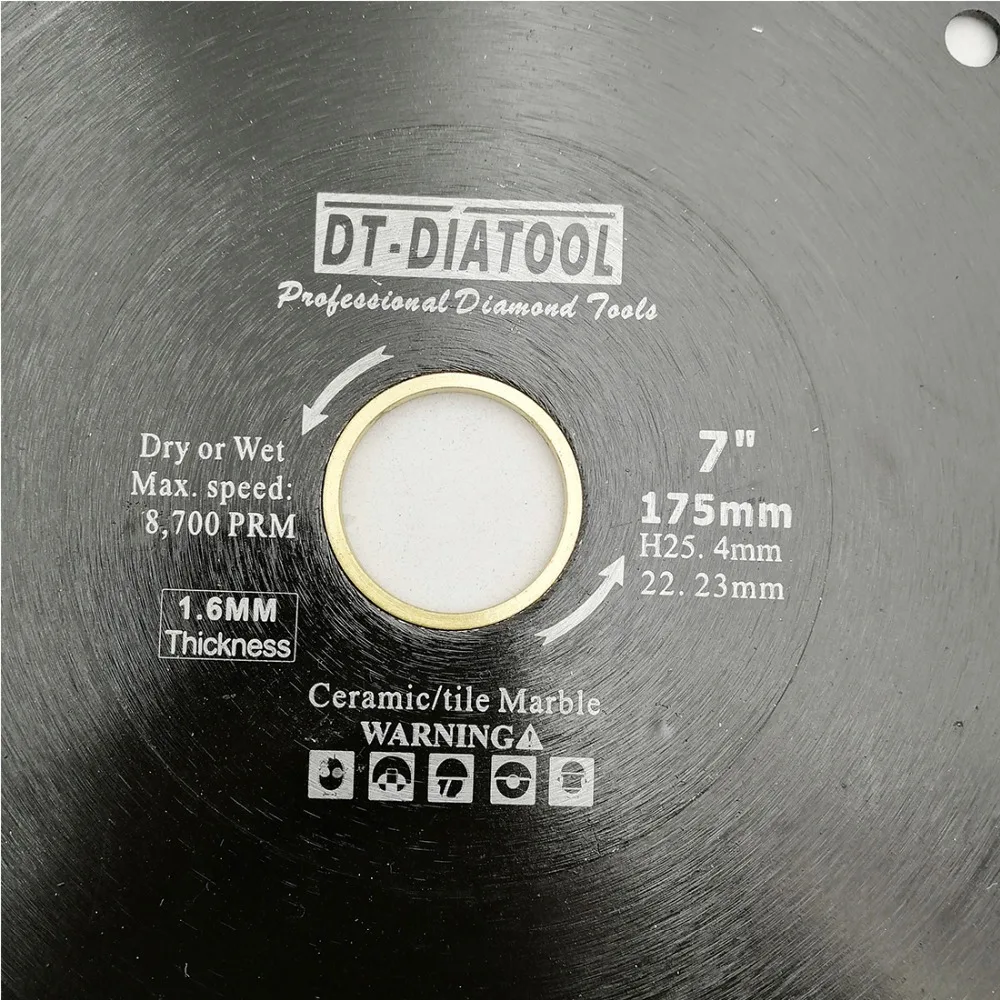 DT-DIATOOL
Professional Diamond Tools
Dry or Wet
Max. speed:
8,700 PRM
1.6MM
Thickness
7"
175mm
H25.4mm
22.23mm
Ceramic/tile Marble
WARNING